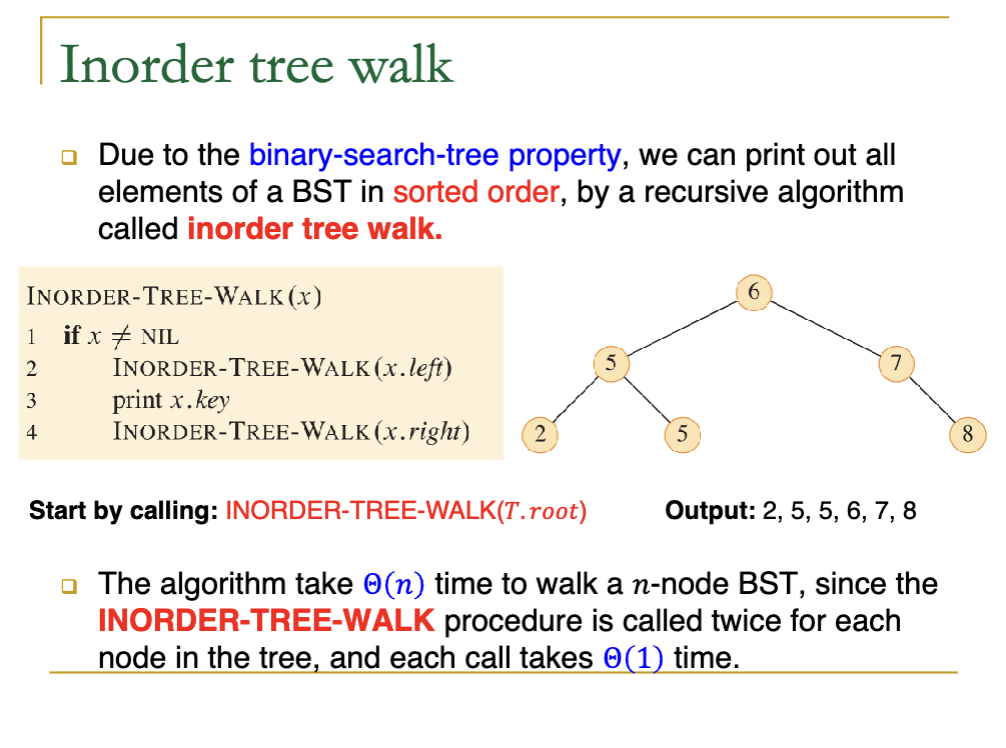 Inorder tree walk
Due to the binary-search-tree property, we can print out all
elements of a BST in sorted order, by a recursive algorithm
called inorder tree walk.
INORDER-TREE-WALK(x)
1 if x ≠ NIL
2 INORDER-TREE-WALK(x.left)
3 print x.key
4 INORDER-TREE-WALK(x.right)
6
5 7
2 5 8
Start by calling: INORDER-TREE-WALK(T.root)
Output: 2, 5, 5, 6, 7, 8
The algorithm take Θ(n) time to walk a n-node BST, since the
INORDER-TREE-WALK procedure is called twice for each
node in the tree, and each call takes Θ(1) time.